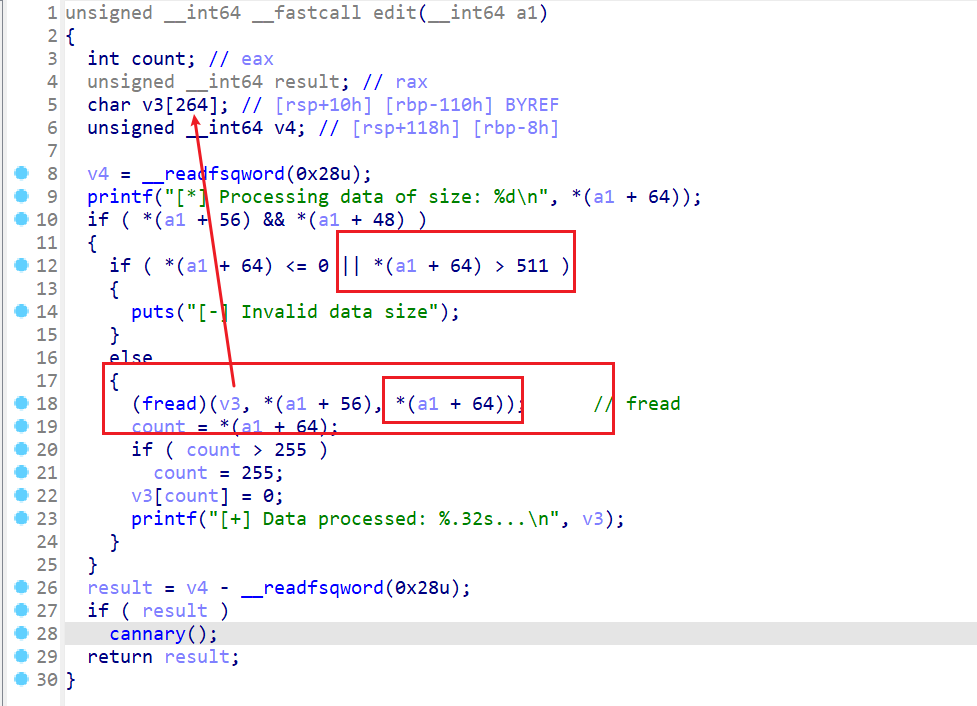 1 unsigned __int64 __fastcall edit(__int64 a1)
2 {
3 int count; // eax
4 unsigned __int64 result; // rax
5 char v3[264]; // [rsp+10h] [rbp-110h] BYREF
6 unsigned __int64 v4; // [rsp+118h] [rbp-8h]
7
8 v4 = __readfsqword(0x28u);
9 printf("[*] Processing data of size: %d\n", *(a1 + 64));
10 if ( *(a1 + 56) && *(a1 + 48) )
11 {
12 if ( *(a1 + 64) <= 0 || *(a1 + 64) > 511 )
13 {
14 puts("[-] Invalid data size");
15 }
16 else
17 {
18 (fread)(v3, *(a1 + 56), *(a1 + 64)); // fread
19 count = *(a1 + 64);
20 if ( count > 255 )
21 count = 255;
22 v3[count] = 0;
23 printf("[+] Data processed: %.32s...\n", v3);
24 }
25 }
26 result = v4 - __readfsqword(0x28u);
27 if ( result )
28 cannary();
29 return result;
30 }